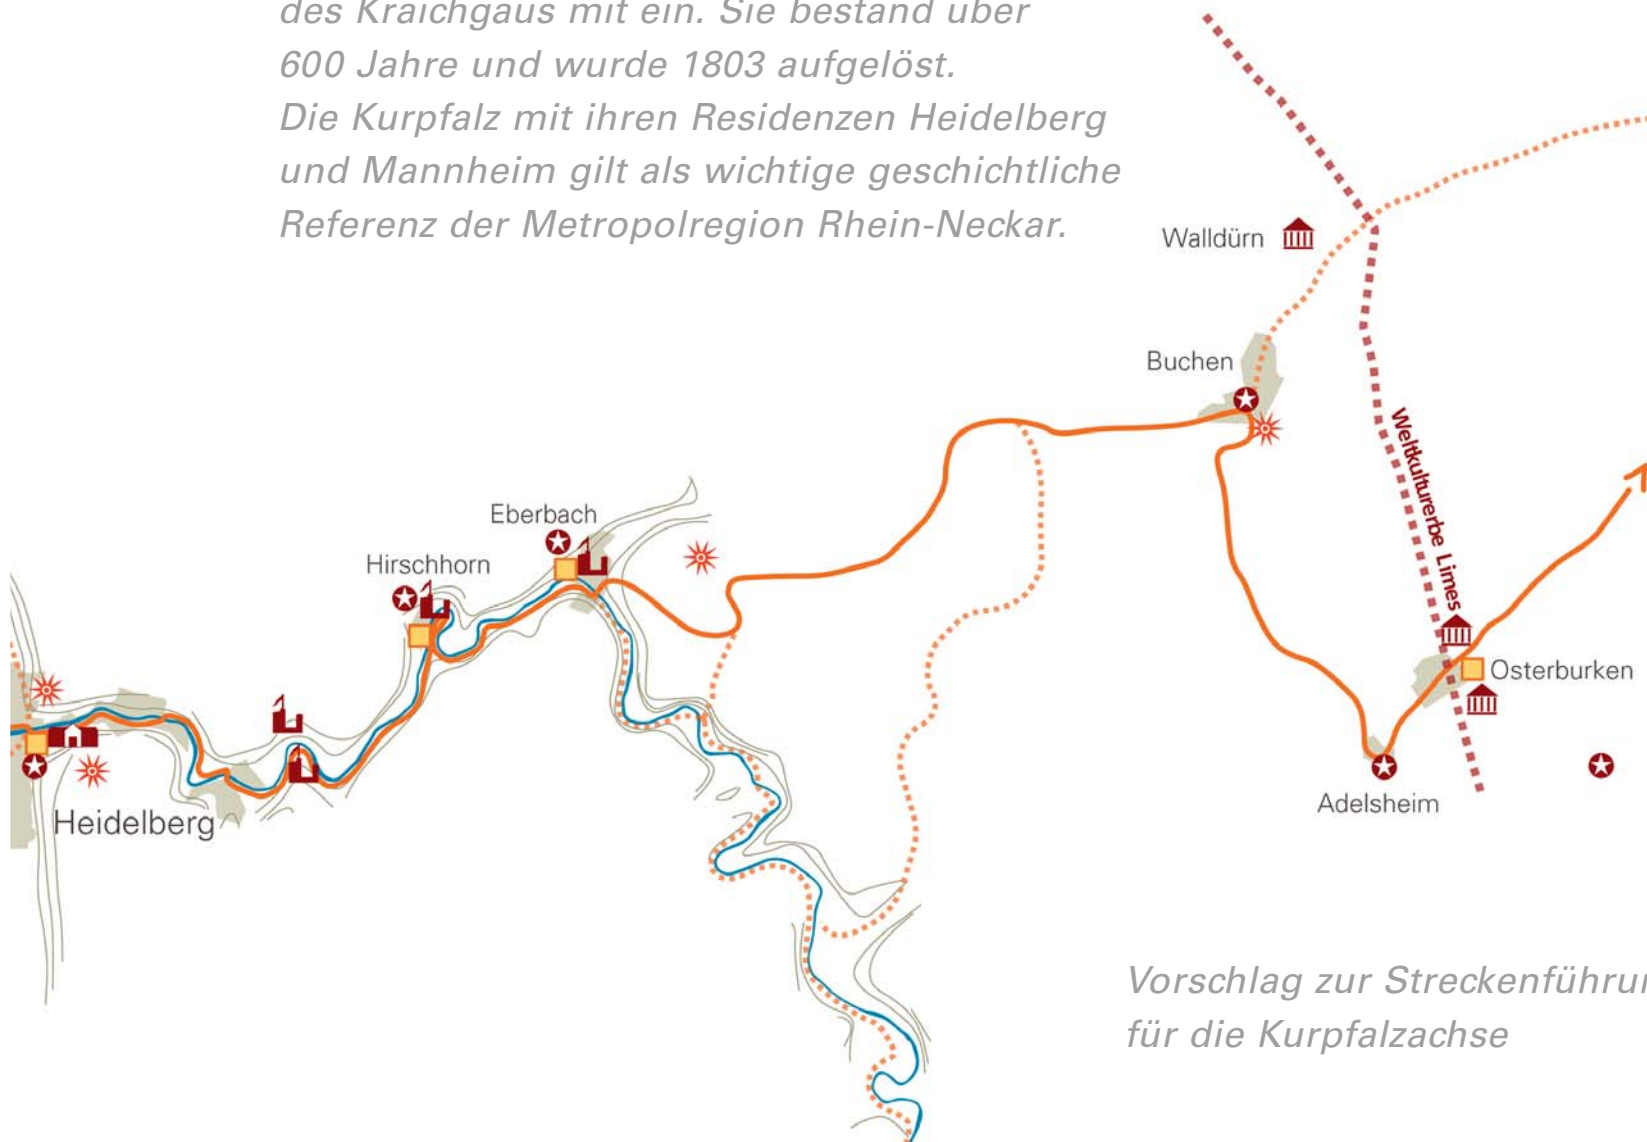 des Kraichgaus mit ein. Sie bestand über
600 Jahre und wurde 1803 aufgelöst.
Die Kurpfalz mit ihren Residenzen Heidelberg
und Mannheim gilt als wichtige geschichtliche
Referenz der Metropolregion Rhein-Neckar.
Walldürn
Buchen
Weltkulturerbe Limes
Eberbach
Hirschhorn
Osterburken
Adelsheim
Heidelberg
Vorschlag zur Streckenführun
für die Kurpfalzachse